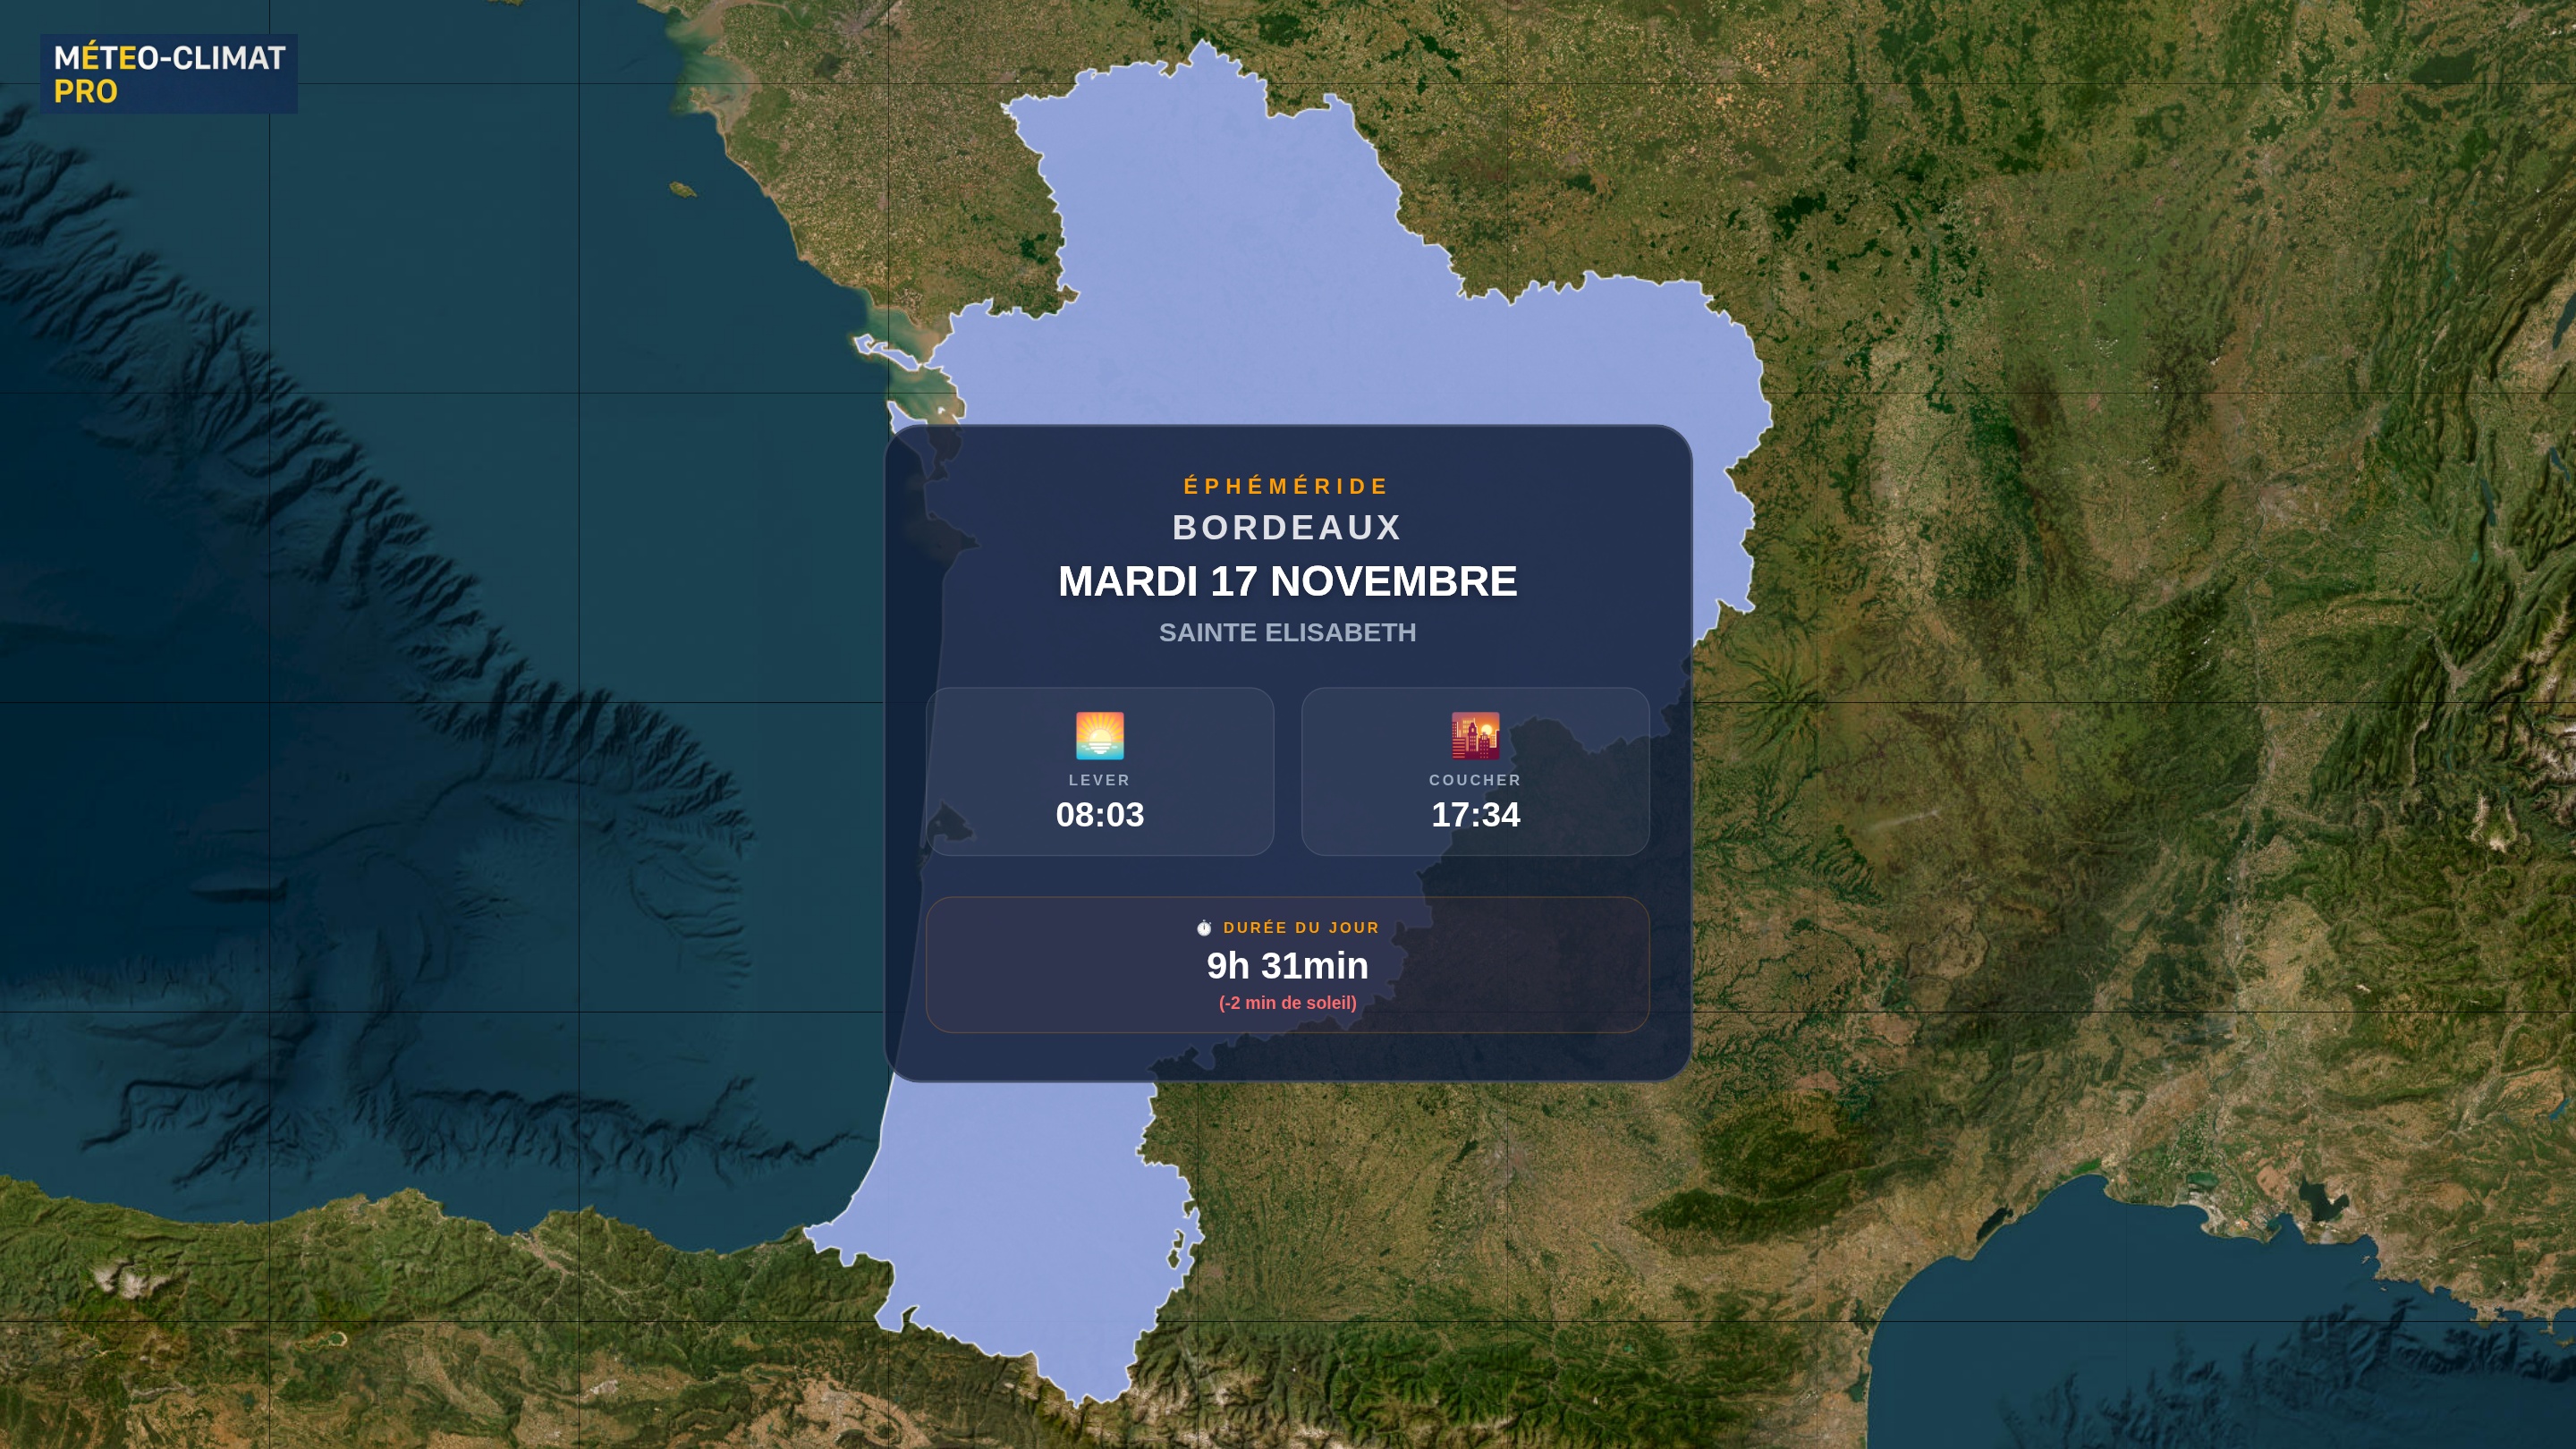 MÉTEO-CLIMAT
PRO
ÉPHÉMÉRIDE
BORDEAUX
MARDI 17 NOVEMBRE
SAINTE ELISABETH
LEVER
08:03
COUCHER
17:34
DURÉE DU JOUR
9h 31min
(-2 min de soleil)